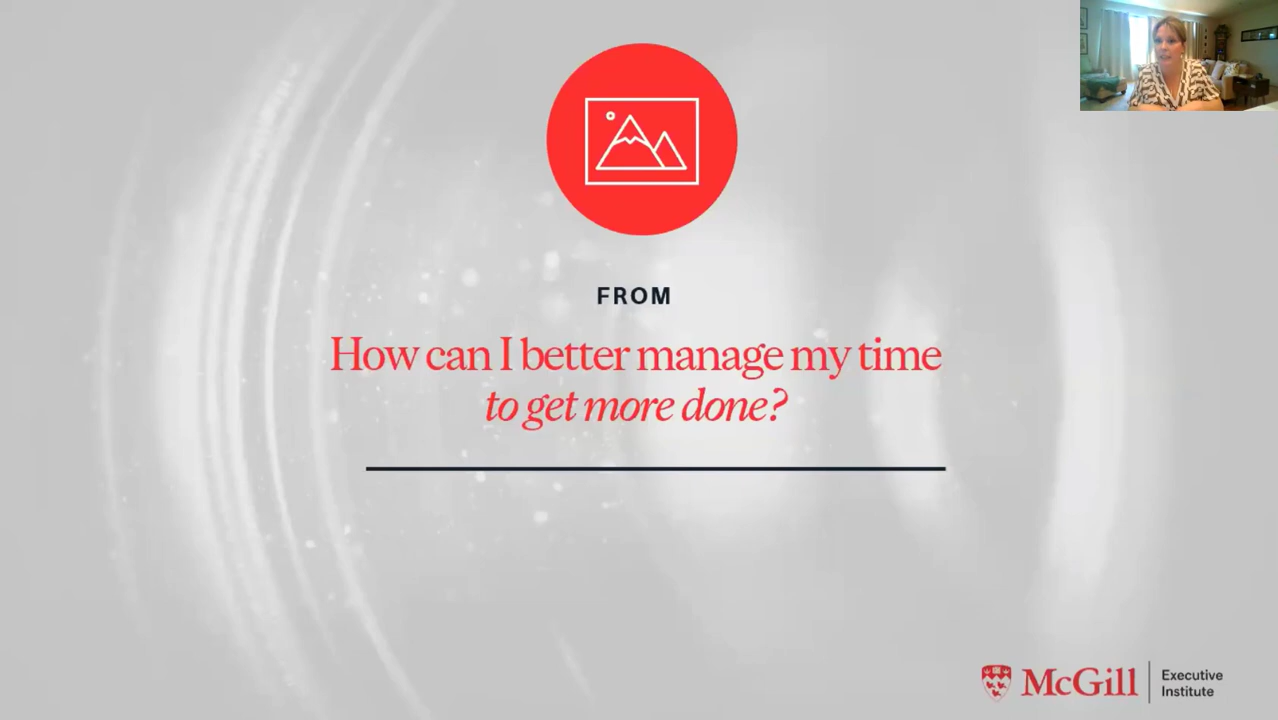 FROM
How can I better manage my time
to get more done?
McGill
Executive
Institute